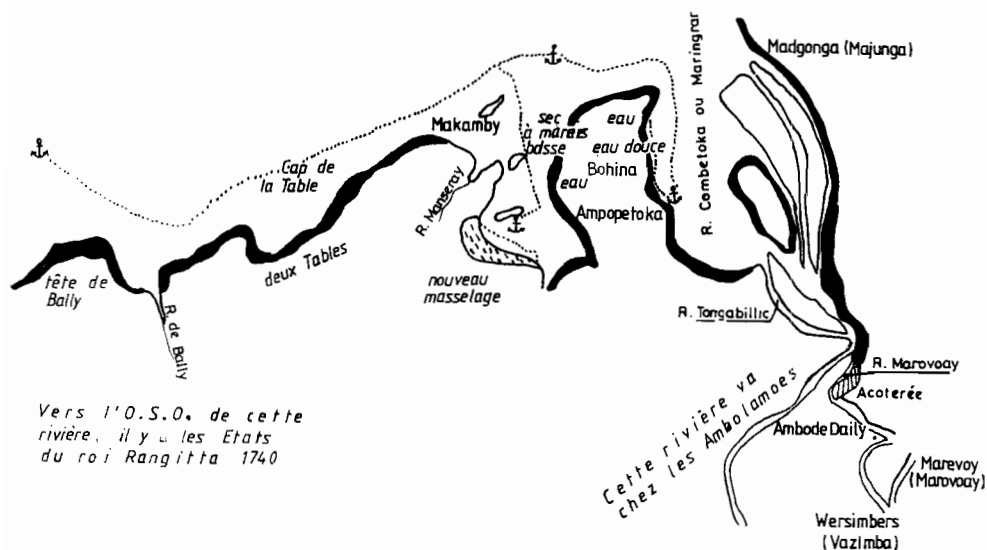 Madgonga (Majunga)
R. Combetoka ou Maringrar
Makamby
sec
à mareis
basse
eau
eau douce
Bohina
eau
Ampopetoka
Cap de
la Table
R. Manseray
deux Tables
tête de
Bally
R. de Bally
nouveau
masselage
R. Tongabillic
R. Marovoay
Acoterée
Ambode Daily
Cette rivière va
chez les Ambolamoes
Marevoy
(Marovoay)
Wersimbers
(Vazimba)
Vers l'O.S.O. de cette
rivière, il y a les Etats
du roi Rangitta 1740